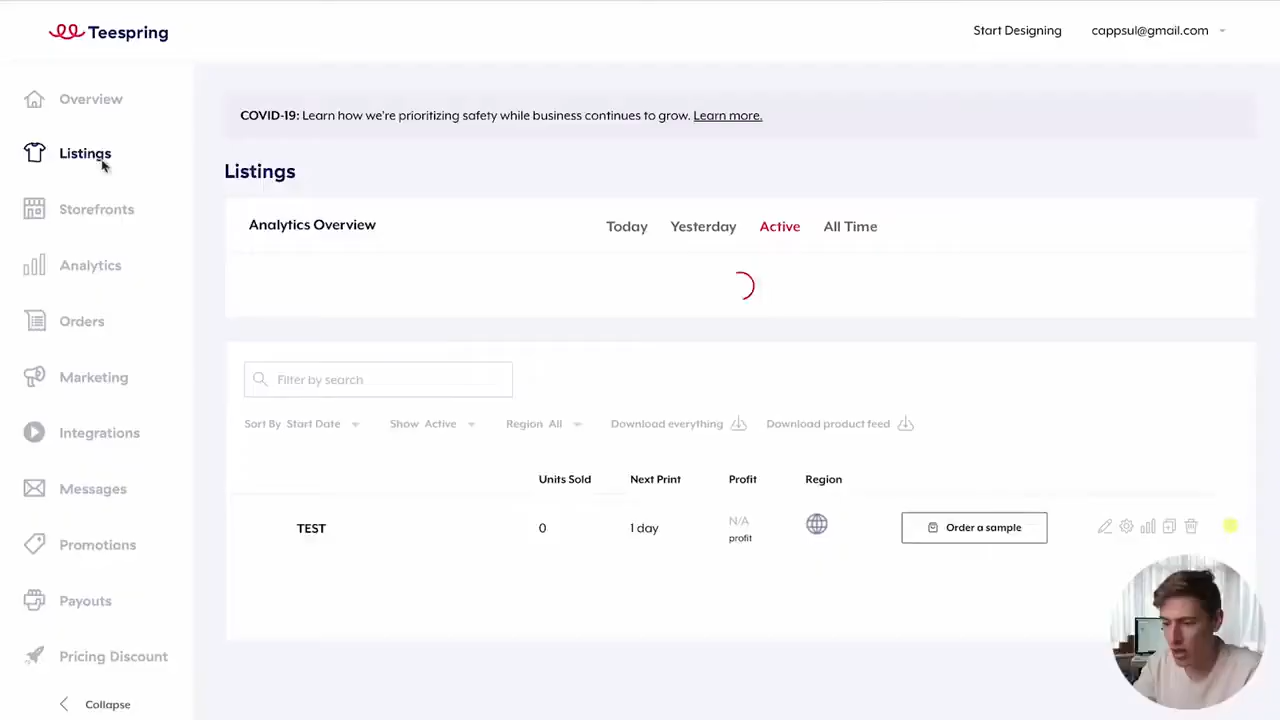 Teespring
Start Designing
cappsul@gmail.com
Overview
Listings
Storefronts
Analytics
Orders
Marketing
Integrations
Messages
Promotions
Payouts
Pricing Discount
Collapse
COVID-19: Learn how we're prioritizing safety while business continues to grow. Learn more.
Listings
Analytics Overview
Today Yesterday Active All Time
Filter by search
Sort By Start Date Show Active Region All Download everything Download product feed
Units Sold Next Print Profit Region
TEST 0 1 day N/A profit Order a sample